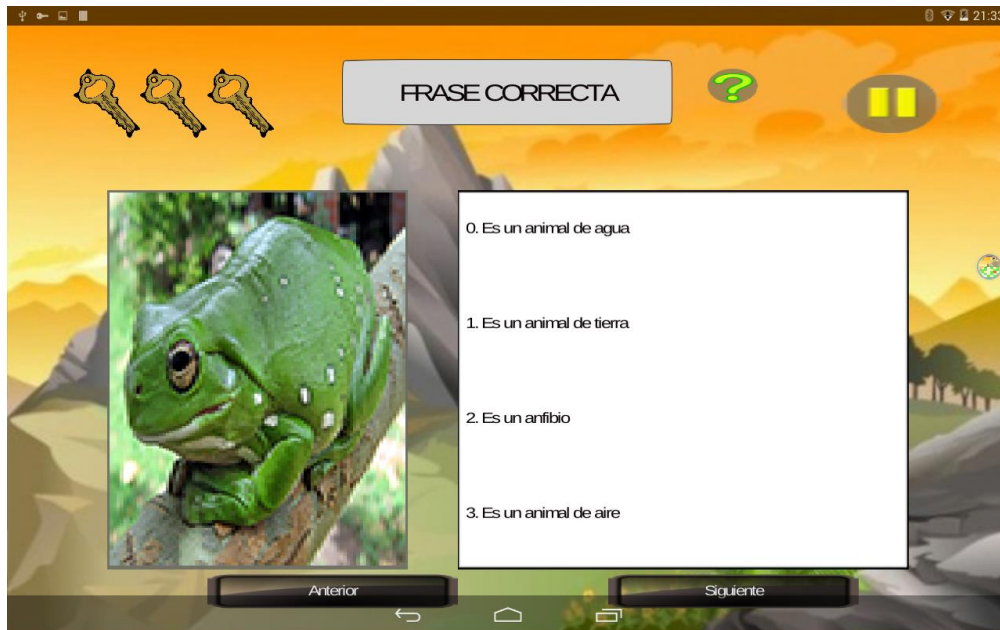 21:33
FRASE CORRECTA
?
0. Es un animal de agua
1. Es un animal de tierra
2. Es un anfibio
3. Es un animal de aire
Anterior
Siguiente